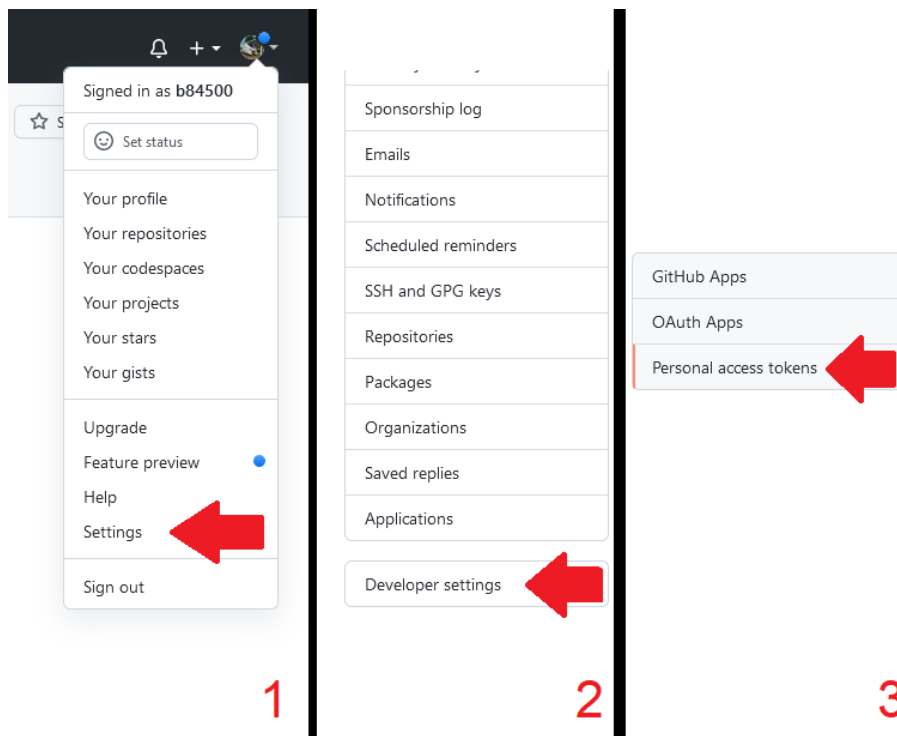 Signed in as b84500
S
Set status
Your profile
Your repositories
Your codespaces
Your projects
Your stars
Your gists
Upgrade
Feature preview
Help
Settings
Sign out
1
Sponsorship log
Emails
Notifications
Scheduled reminders
SSH and GPG keys
Repositories
Packages
Organizations
Saved replies
Applications
Developer settings
2
GitHub Apps
OAuth Apps
Personal access tokens
3